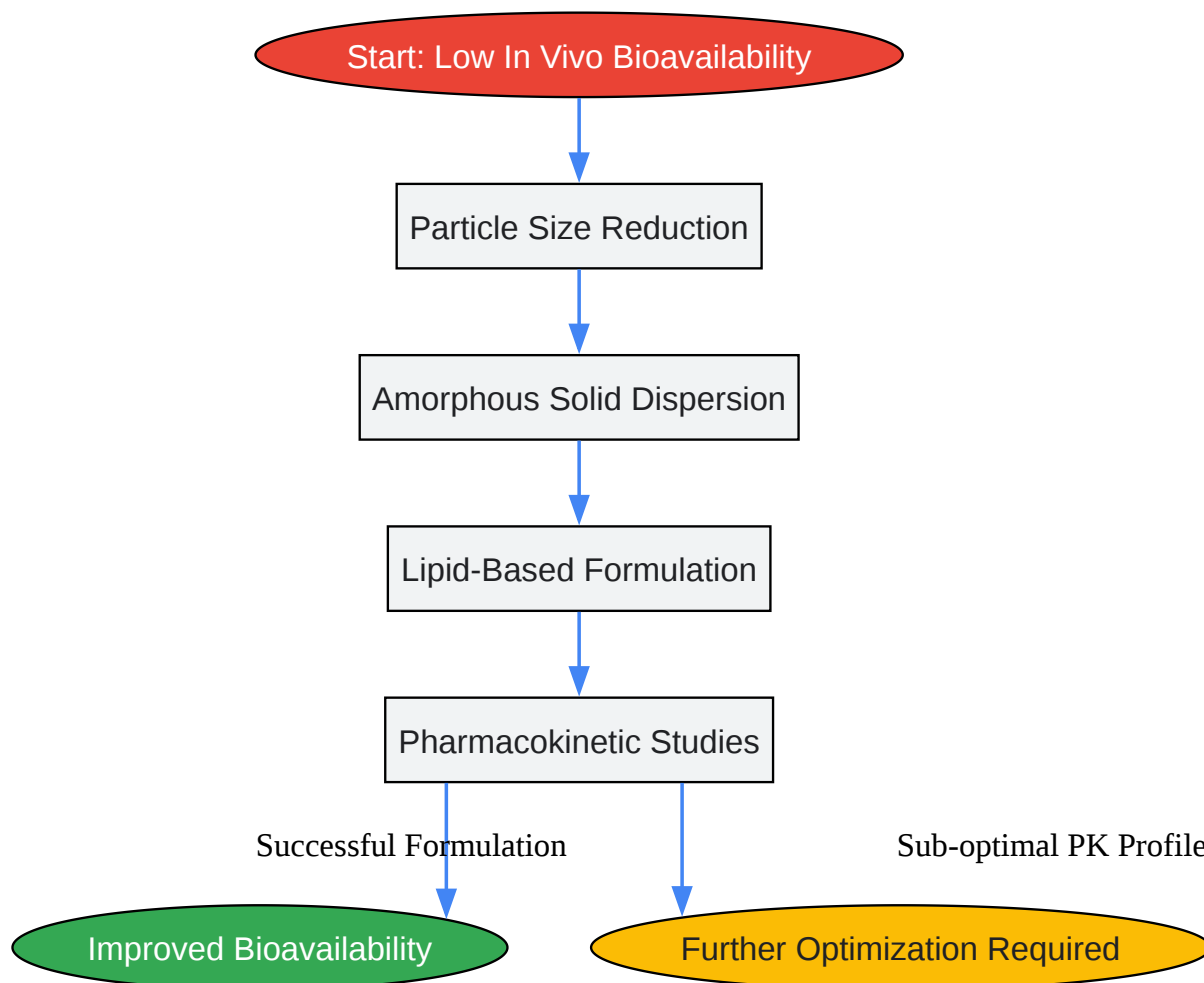 Start: Low In Vivo Bioavailability
Particle Size Reduction
Amorphous Solid Dispersion
Lipid-Based Formulation
Pharmacokinetic Studies
Successful Formulation
Sub-optimal PK Profile
Improved Bioavailability
Further Optimization Required